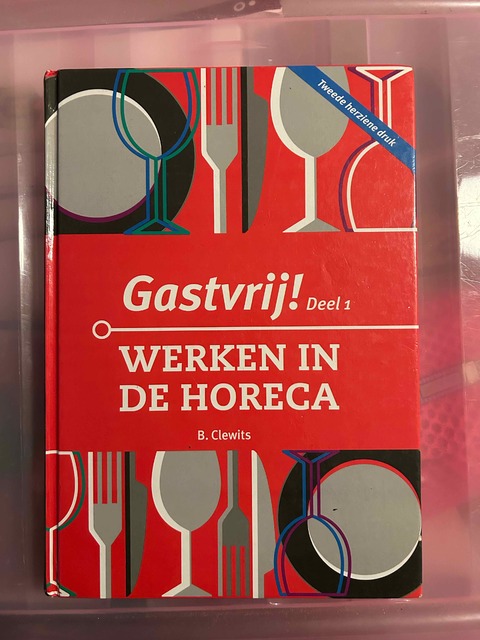 Tweede herziene druk
Gastvrij! Deel 1
WERKEN IN
DE HORECA
B. Clewits